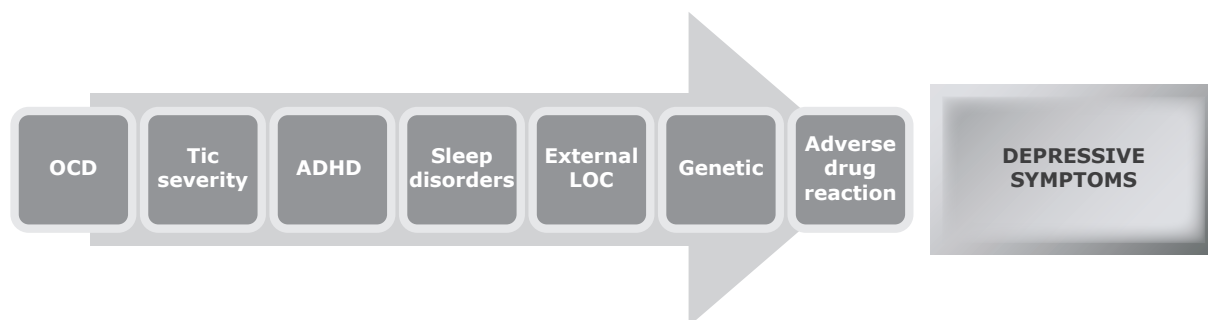 OCD
Tic
severity
ADHD
Sleep
disorders
External
LOC
Genetic
Adverse
drug
reaction
DEPRESSIVE
SYMPTOMS